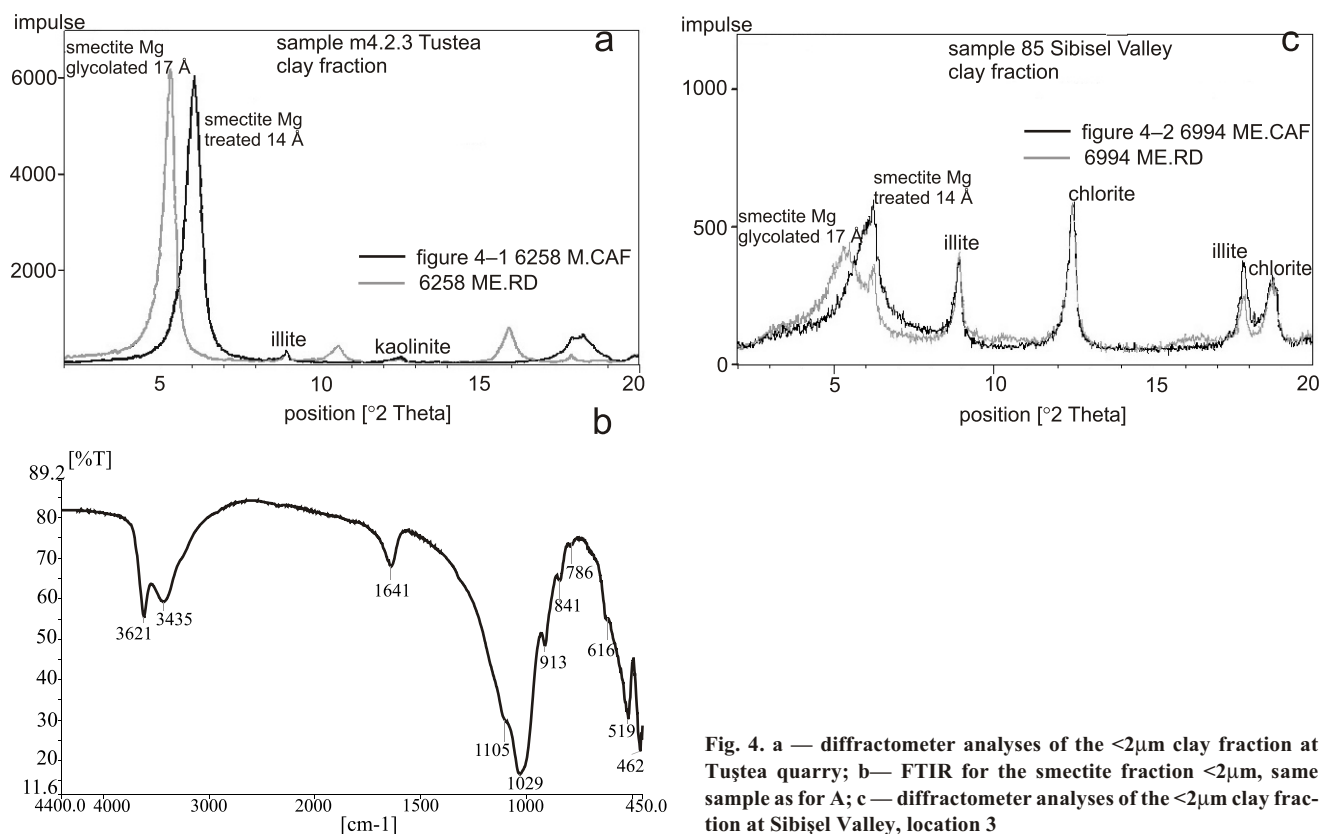 impulse
a
sample m4.2.3 Tustea
clay fraction
smectite Mg
glycolated 17 Å
smectite Mg
treated 14 Å
6000
4000
2000
figure 4–1 6258 M.CAF
6258 ME.RD
illite
kaolinite
5
10
15
20
position [°2 Theta]
impulse
c
sample 85 Sibisel Valley
clay fraction
1000
500
0
figure 4–2 6994 ME.CAF
6994 ME.RD
smectite Mg
treated 14 Å
smectite Mg
glycolated 17 Å
illite
chlorite
illite
chlorite
5
10
15
20
position [°2 Theta]
b
[%T]
89.2
80
70
60
50
40
30
20
11.6
3621
3435
1641
1105
1029
913
841
786
616
519
462
4400.0
4000
3000
2000
1000
450.0
[cm-1]
Fig. 4. a — diffractometer analyses of the <2μm clay fraction at
Tuştea quarry; b— FTIR for the smectite fraction <2μm, same
sample as for A; c — diffractometer analyses of the <2μm clay frac-
tion at Sibişel Valley, location 3